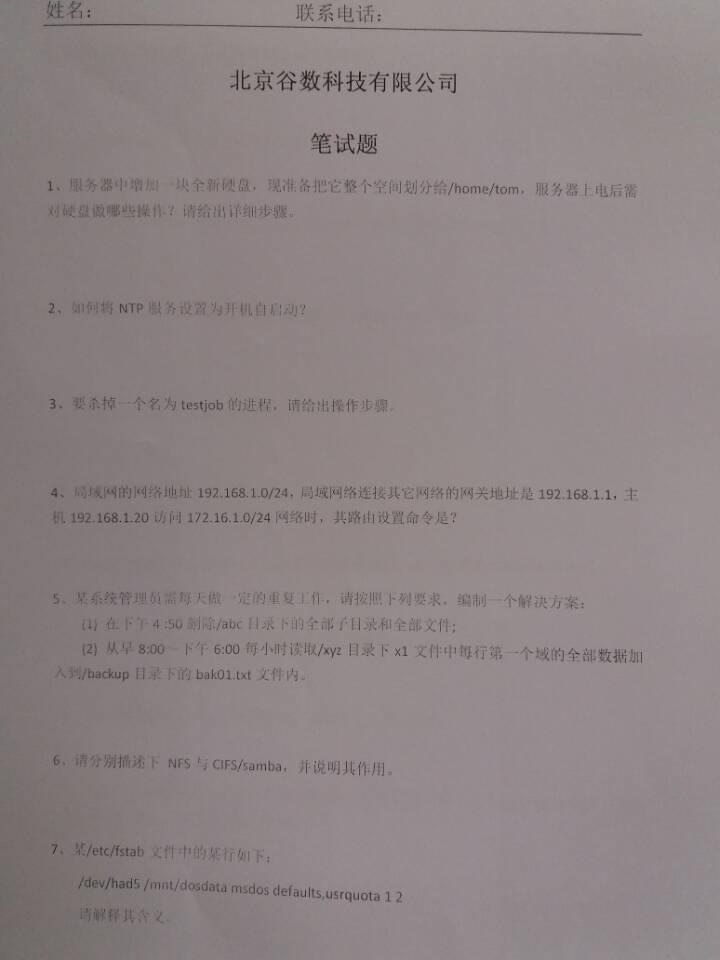 姓名： 联系电话：
北京谷数科技有限公司
笔试题
1、服务器中增加一块全新硬盘，现准备把它整个空间划分给/home/tom，服务器上电后需
对硬盘做哪些操作？请给出详细步骤。
2、如何将 NTP 服务设置为开机自启动？
3、要杀掉一个名为 testjob 的进程，请给出操作步骤。
4、局域网的网络地址 192.168.1.0/24，局域网络连接其它网络的网关地址是 192.168.1.1，主
机 192.168.1.20 访问 172.16.1.0/24 网络时，其路由设置命令是？
5、某系统管理员需每天做一定的重复工作，请按照下列要求，编制一个解决方案：
(1) 在下午 4 :50 删除/abc 目录下的全部子目录和全部文件;
(2) 从早 8:00～下午 6:00 每小时读取/xyz 目录下 x1 文件中每行第一个域的全部数据加
入到/backup 目录下的 bak01.txt 文件内。
6、请分别描述下 NFS 与 CIFS/samba，并说明其作用。
7、某/etc/fstab 文件中的某行如下：
/dev/had5 /mnt/dosdata msdos defaults,usrquota 1 2
请解释其含义。